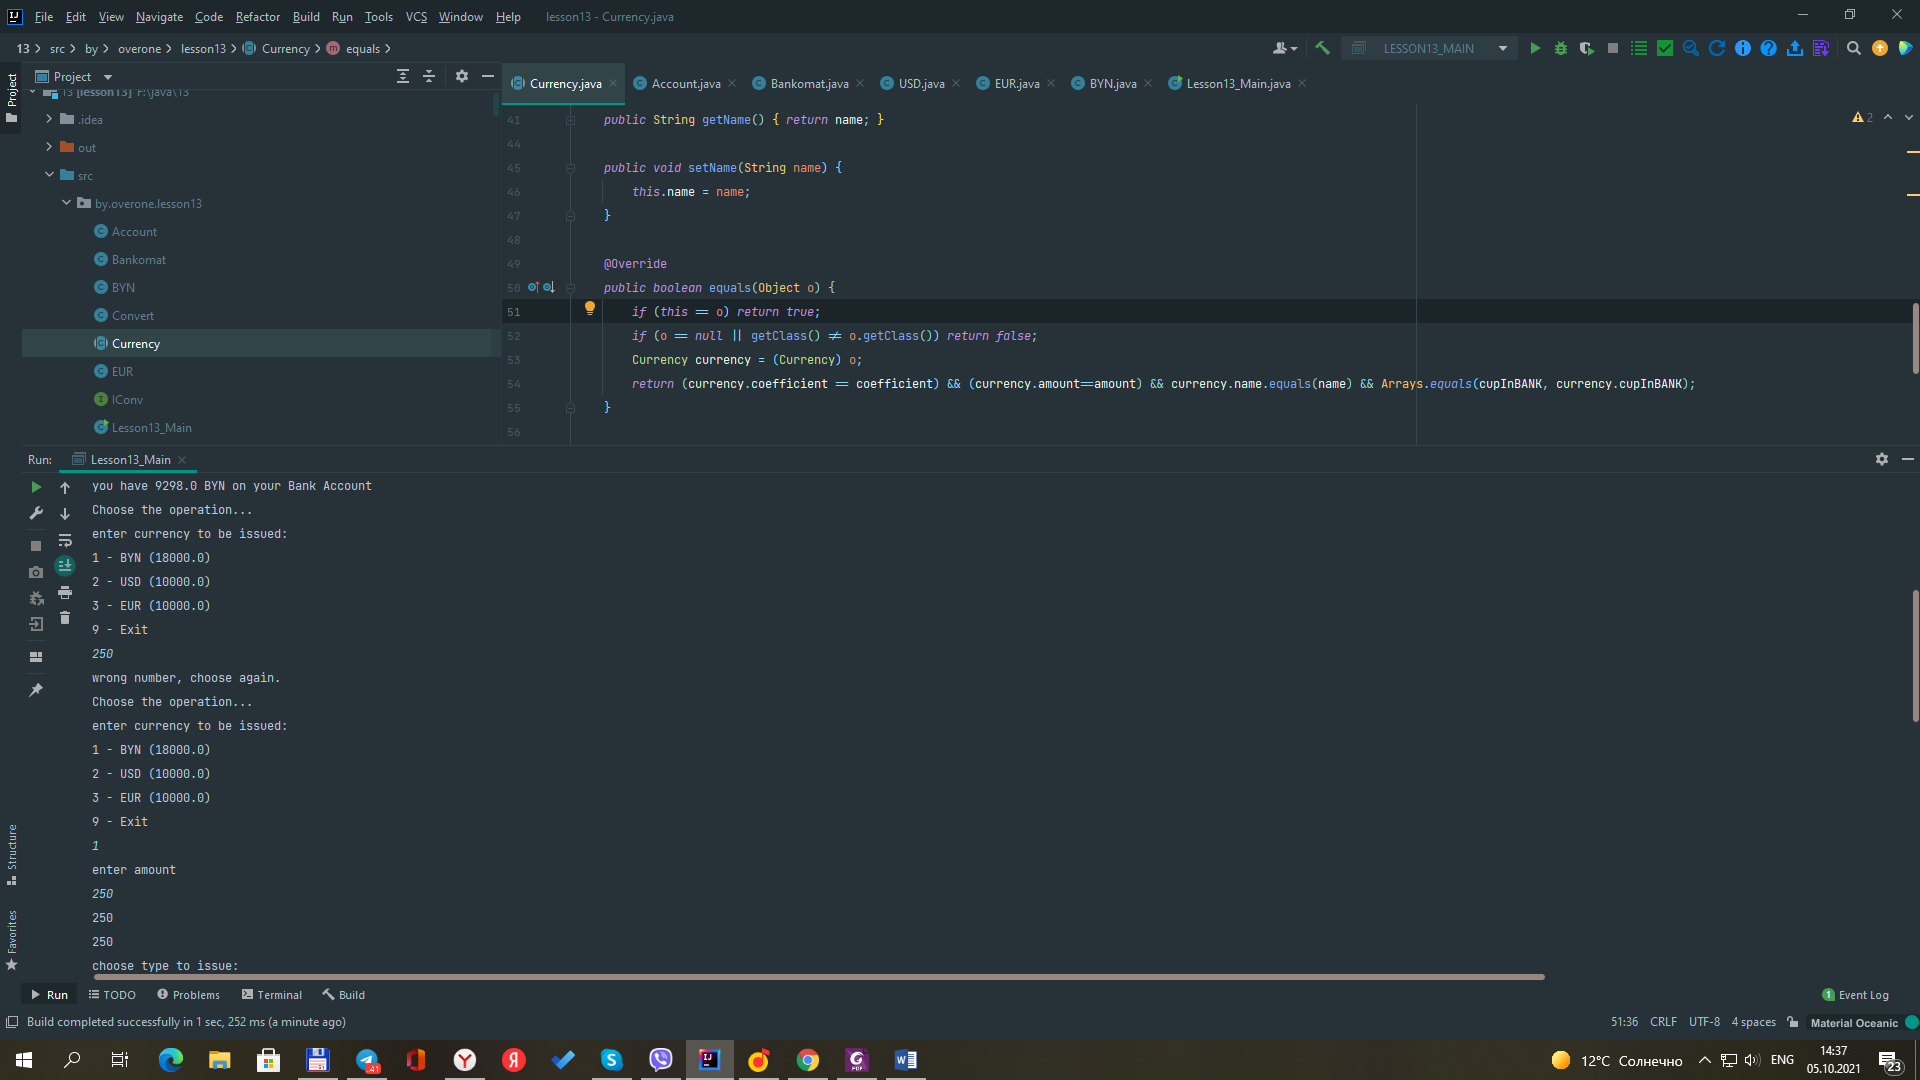 File Edit View Navigate Code Refactor Build Run Tools VCS Window Help lesson13 - Currency.java
13 src by overone lesson13 Currency equals LESSON13_MAIN
Project
Project
Currency.java Account.java Bankomat.java USD.java EUR.java BYN.java Lesson13_Main.java
13 [lesson13] F:\java\13
.idea
out
src
by.overone.lesson13
Account
Bankomat
BYN
Convert
Currency
EUR
IConv
Lesson13_Main
2
41 public String getName() { return name; }
44
45 public void setName(String name) {
46 this.name = name;
47 }
48
49 @Override
50 public boolean equals(Object o) {
51 if (this == o) return true;
52 if (o == null || getClass() != o.getClass()) return false;
53 Currency currency = (Currency) o;
54 return (currency.coefficient == coefficient) && (currency.amount==amount) && currency.name.equals(name) && Arrays.equals(cupInBANK, currency.cupInBANK);
55 }
56
Run: Lesson13_Main
you have 9298.0 BYN on your Bank Account
Choose the operation...
enter currency to be issued:
1 - BYN (18000.0)
2 - USD (10000.0)
3 - EUR (10000.0)
9 - Exit
250
wrong number, choose again.
Choose the operation...
enter currency to be issued:
1 - BYN (18000.0)
2 - USD (10000.0)
3 - EUR (10000.0)
9 - Exit
1
enter amount
250
250
250
choose type to issue:
Structure
Favorites
Run TODO Problems Terminal Build 1 Event Log
Build completed successfully in 1 sec, 252 ms (a minute ago) 51:36 CRLF UTF-8 4 spaces Material Oceanic
12°C Солнечно ENG
14:37
05.10.2021
23
.41